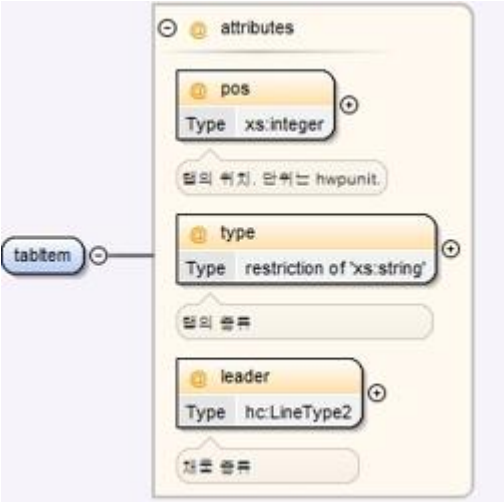 attributes
pos
Type xs:integer
탭의 위치. 단위는 hwpunit.
tabItem
type
Type restriction of 'xs:string'
탭의 종류
leader
Type hc:LineType2
채울 종류